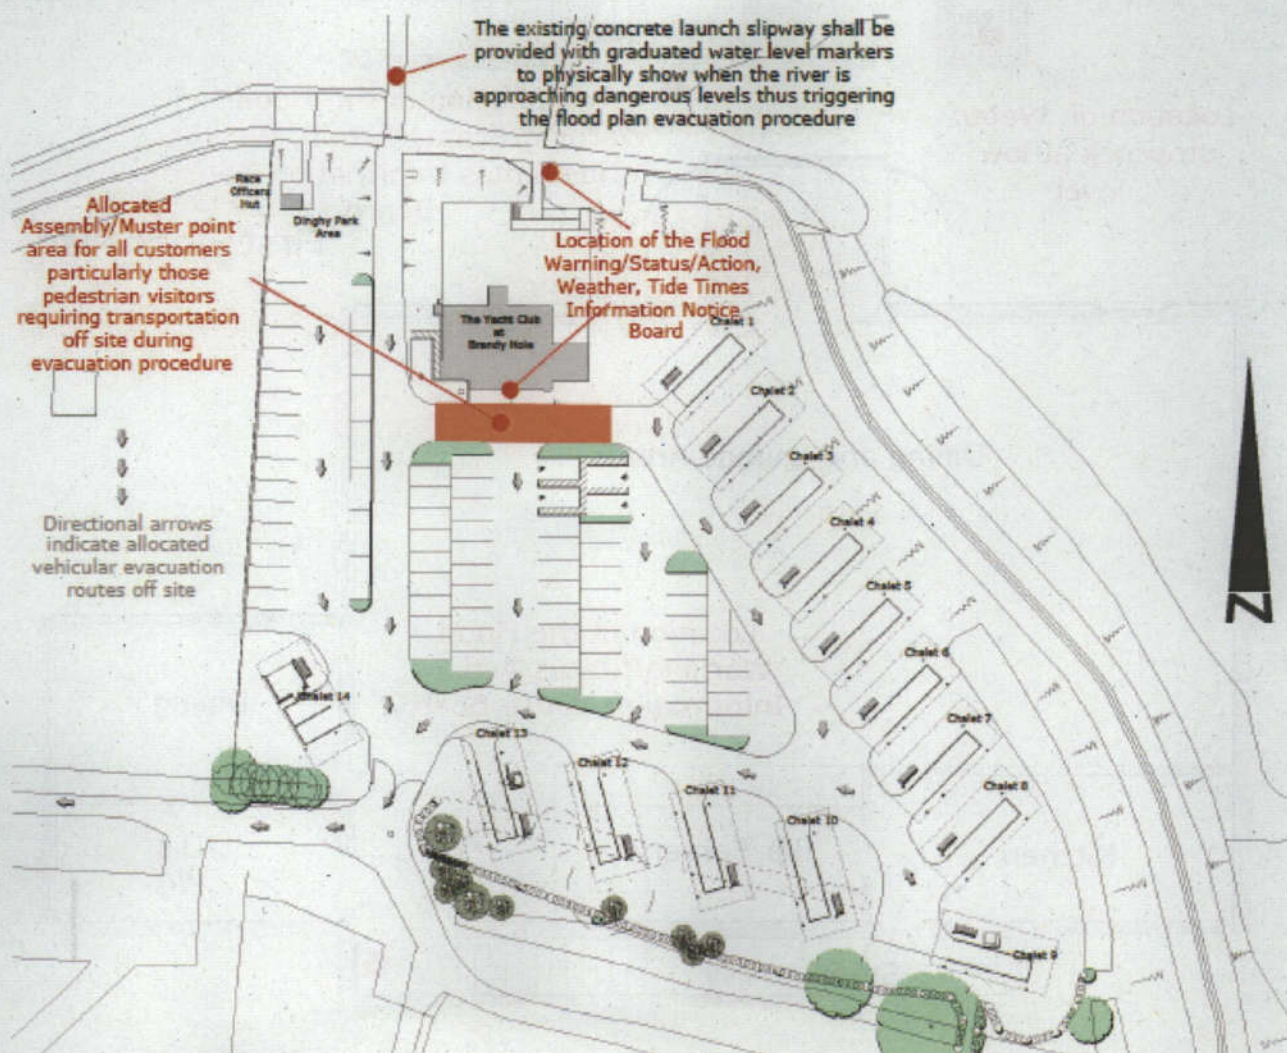 The existing concrete launch slipway shall be
provided with graduated water level markers
to physically show when the river is
approaching dangerous levels thus triggering
the flood plan evacuation procedure
Race
Officers
Hut
Dinghy Park
Area
Allocated
Assembly/Muster point
area for all customers
particularly those
pedestrian visitors
requiring transportation
off site during
evacuation procedure
Location of the Flood
Warning/Status/Action,
Weather, Tide Times
Information Notice
Board
The Yacht Club
at
Brandy Hole
Chalet 1
Chalet 2
Chalet 3
Chalet 4
Chalet 5
Chalet 6
Chalet 7
Chalet 8
Chalet 9
Chalet 10
Chalet 11
Chalet 12
Chalet 13
Chalet 14
Directional arrows
indicate allocated
vehicular evacuation
routes off site
N